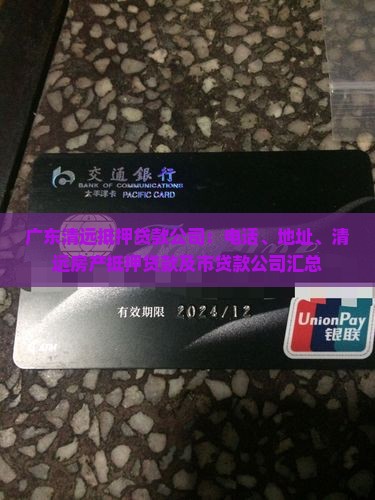 交通銀行
BANK OF COMMUNICATIONS
太平洋卡 PACIFIC CARD
广东清远抵押贷款公司：电话、地址、清
远房产抵押贷款及市贷款公司汇总
有效期限 2024/12
UnionPay
银联
ATM